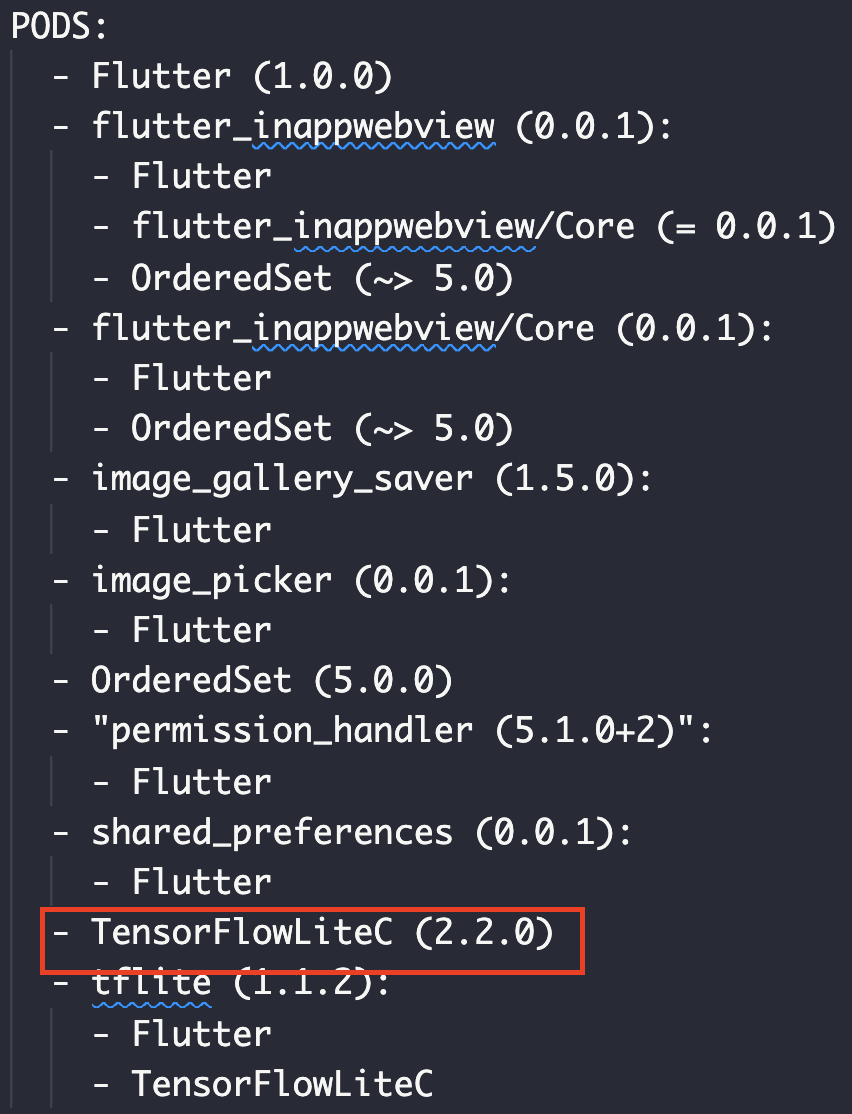 PODS:
- Flutter (1.0.0)
- flutter_inappwebview (0.0.1):
- Flutter
- flutter_inappwebview/Core (= 0.0.1)
- OrderedSet (~> 5.0)
- flutter_inappwebview/Core (0.0.1):
- Flutter
- OrderedSet (~> 5.0)
- image_gallery_saver (1.5.0):
- Flutter
- image_picker (0.0.1):
- Flutter
- OrderedSet (5.0.0)
- "permission_handler (5.1.0+2)":
- Flutter
- shared_preferences (0.0.1):
- Flutter
- TensorFlowLiteC (2.2.0)
- tflite (1.1.2):
- Flutter
- TensorFlowLiteC